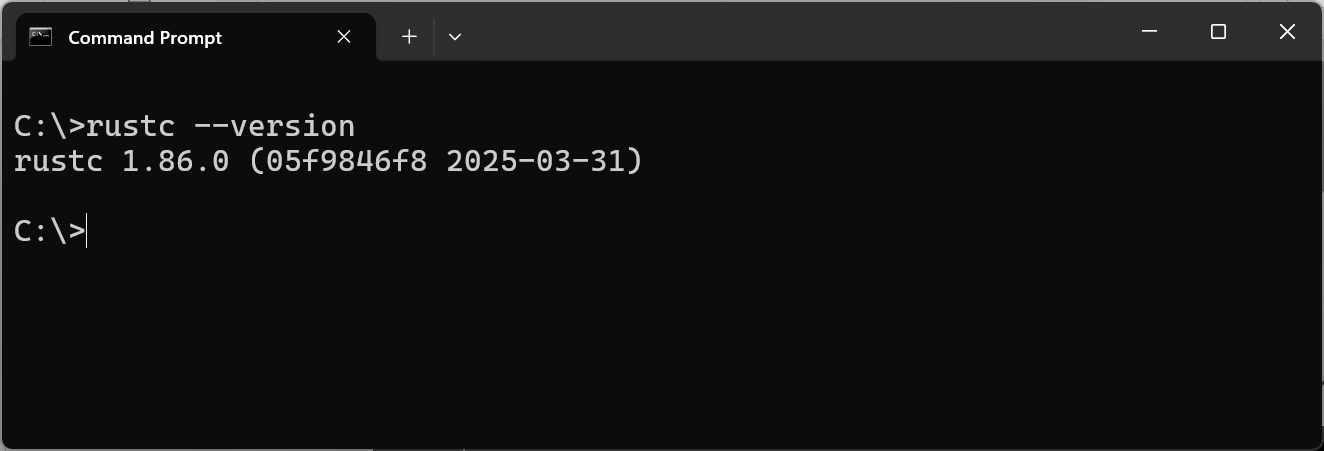 Command Prompt
C:\>rustc --version
rustc 1.86.0 (05f9846f8 2025-03-31)
C:\>